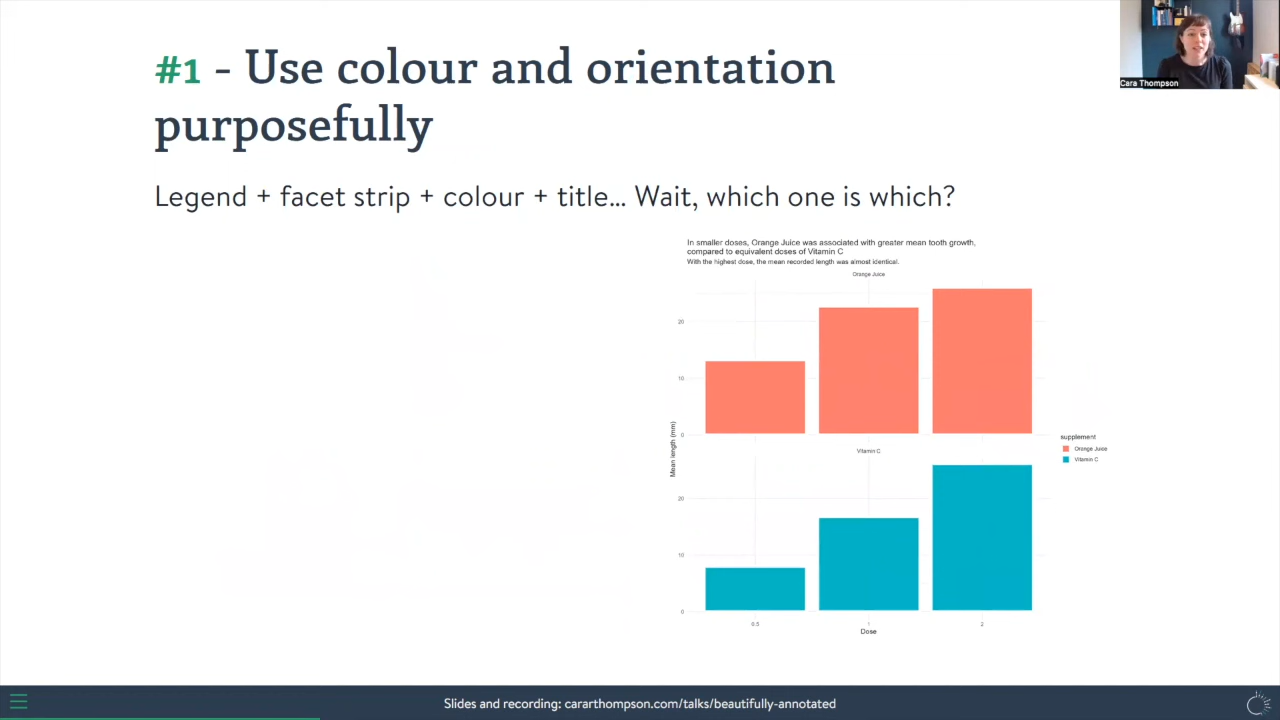 #1 - Use colour and orientation
purposefully
Cara Thompson
Legend + facet strip + colour + title... Wait, which one is which?
In smaller doses, Orange Juice was associated with greater mean tooth growth,
compared to equivalent doses of Vitamin C
With the highest dose, the mean recorded length was almost identical.
Orange Juice
20
10
0
Mean length (mm)
Vitamin C
20
10
0
0.5
1
2
Dose
supplement
Orange Juice
Vitamin C
Slides and recording: cararthompson.com/talks/beautifully-annotated